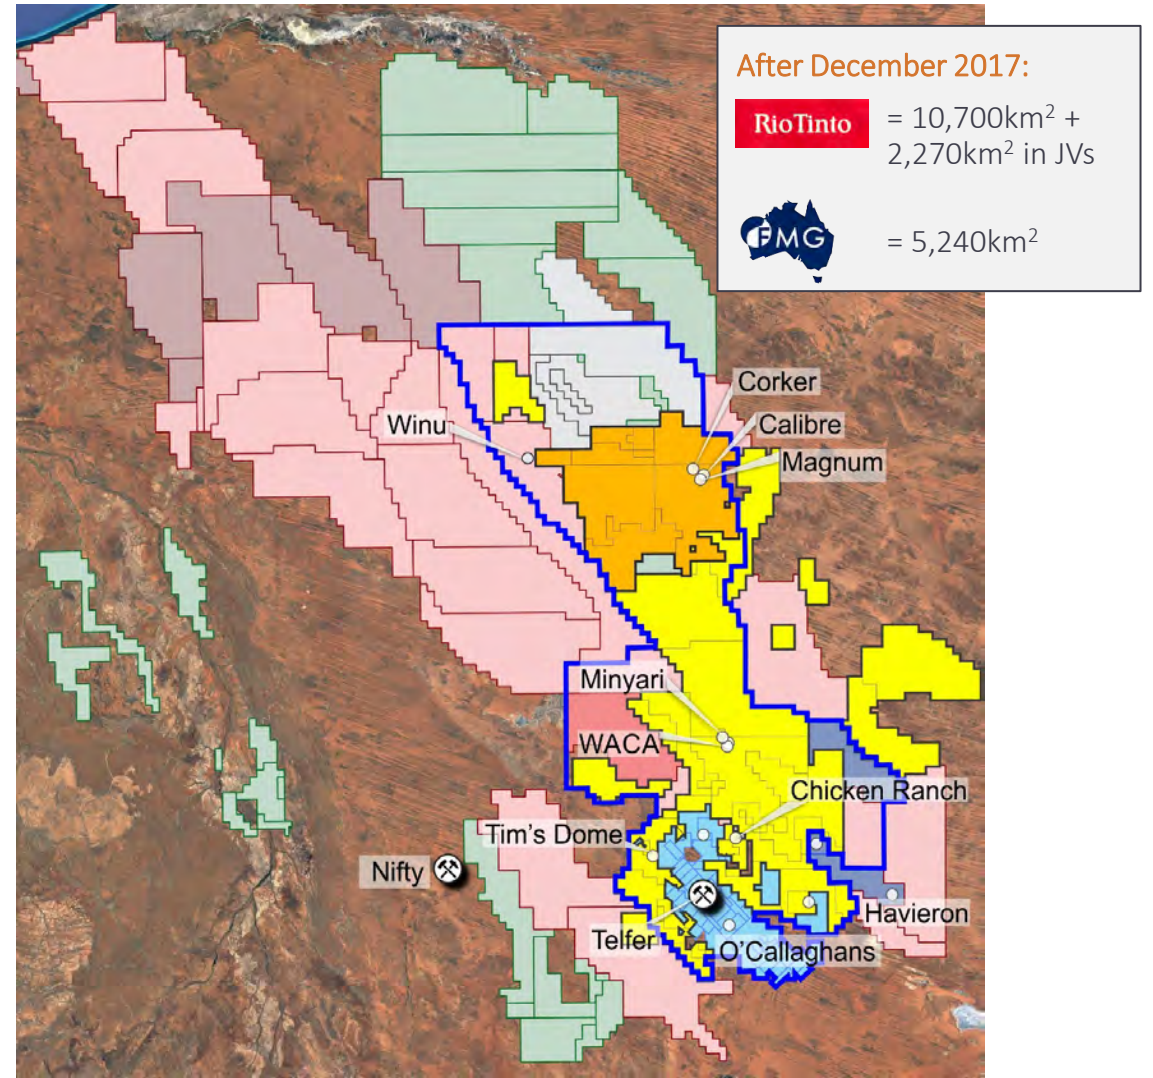 After December 2017:
RioTinto = 10,700km² +
2,270km² in JVs
FMG = 5,240km²
Corker
Calibre
Winu
Magnum
Minyari
WACA
Chicken Ranch
Tim's Dome
Nifty
Havieron
Telfer
O'Callaghans